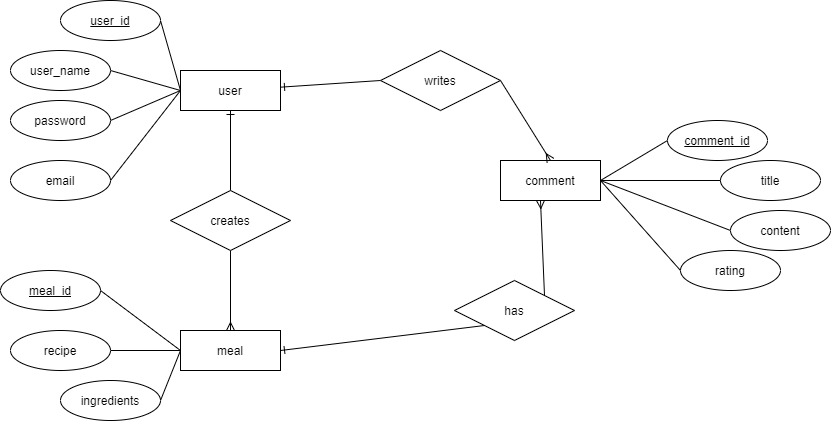 user_id
user_name
password
email
user
writes
comment
comment_id
title
content
rating
creates
has
meal_id
recipe
ingredients
meal